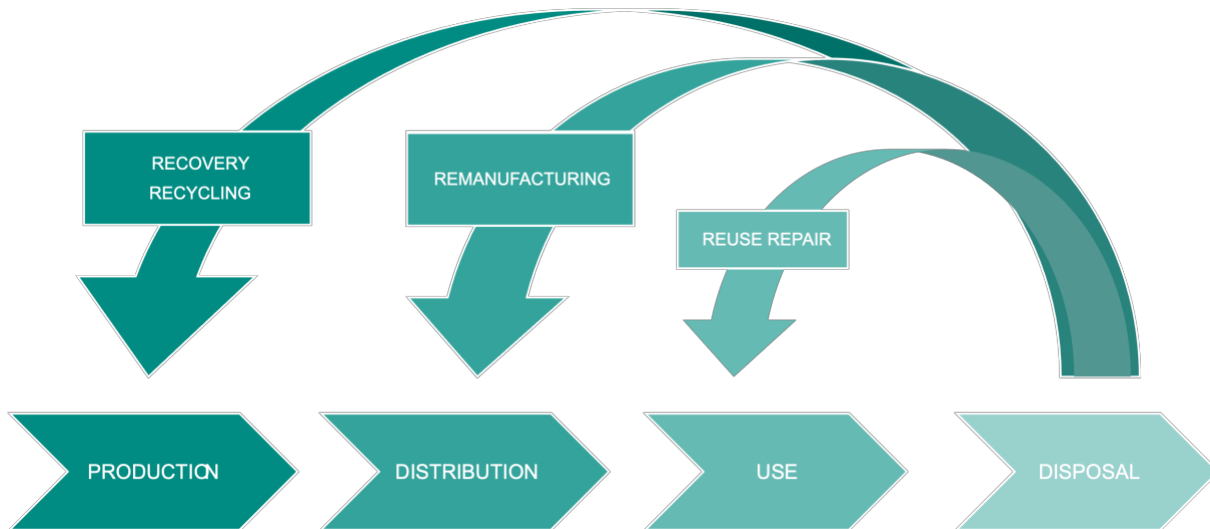 RECOVERY
RECYCLING
REMANUFACTURING
REUSE REPAIR
PRODUCTION
DISTRIBUTION
USE
DISPOSAL